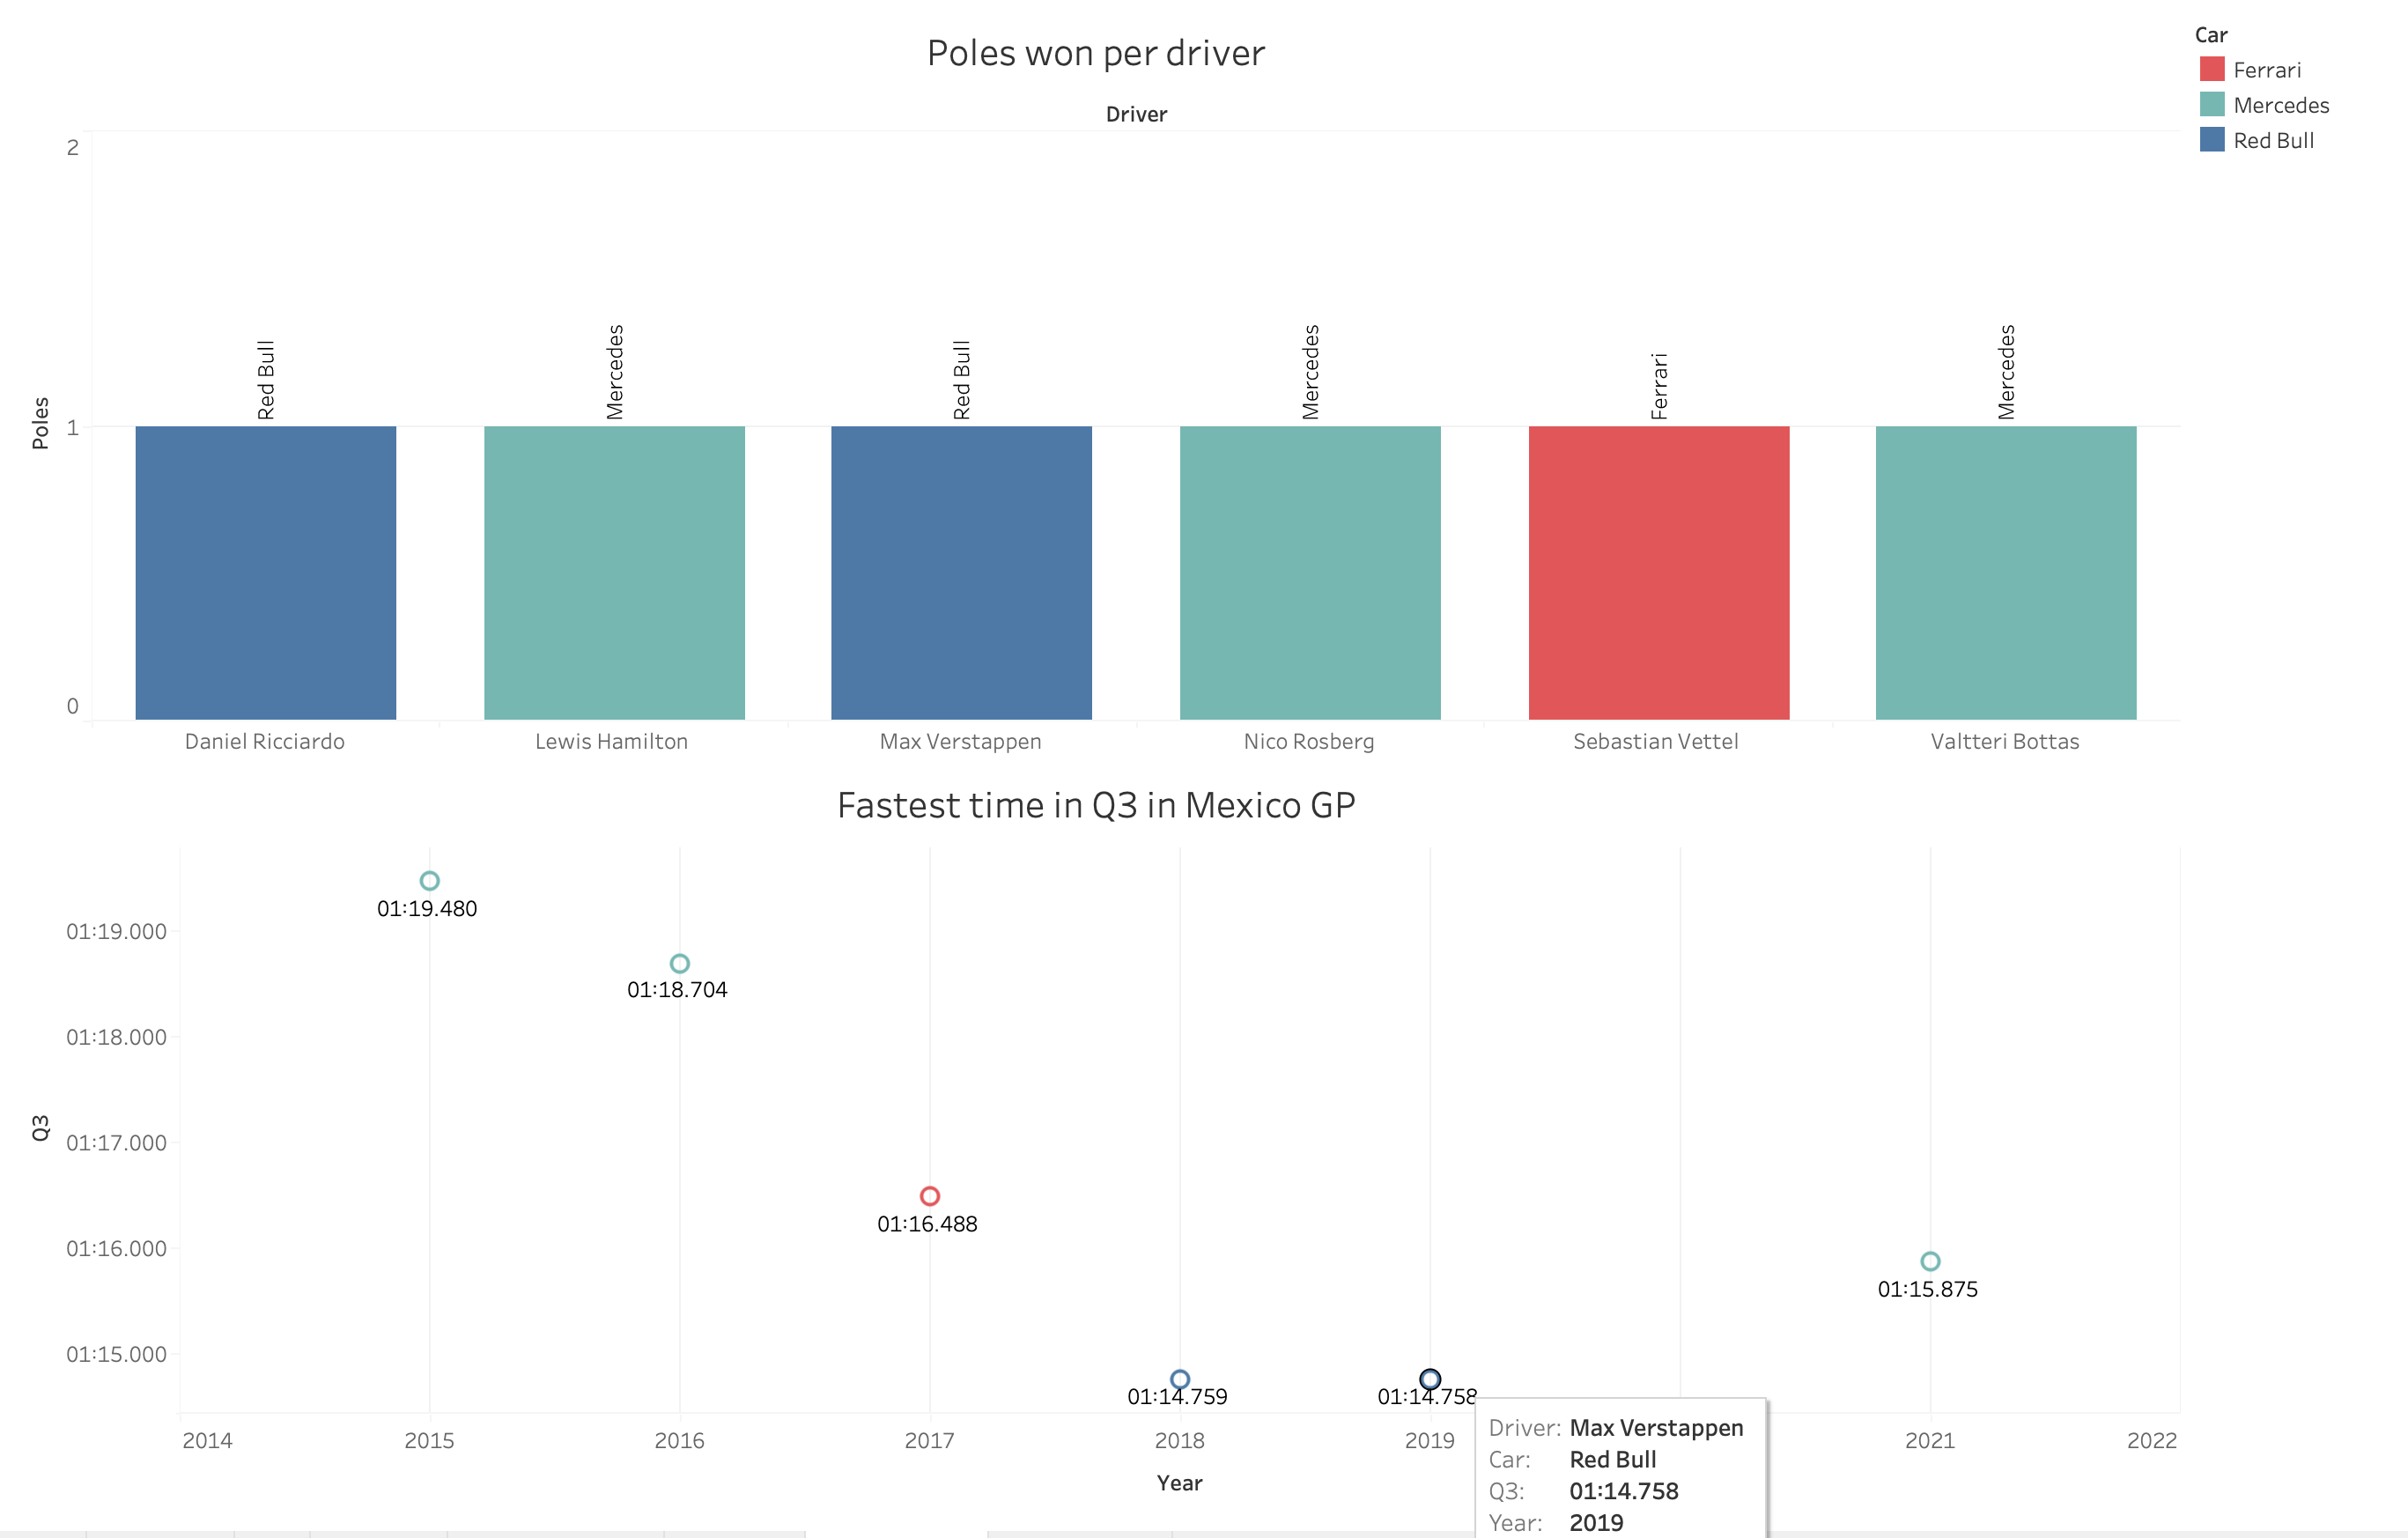 Poles won per driver
Car
Ferrari
Mercedes
Red Bull
Driver
2
1
0
Poles
Red Bull
Mercedes
Red Bull
Mercedes
Ferrari
Mercedes
Daniel Ricciardo
Lewis Hamilton
Max Verstappen
Nico Rosberg
Sebastian Vettel
Valtteri Bottas
Fastest time in Q3 in Mexico GP
01:19.000
01:18.000
01:17.000
01:16.000
01:15.000
Q3
01:19.480
01:18.704
01:16.488
01:14.759
01:14.758
01:15.875
2014
2015
2016
2017
2018
2019
2021
2022
Year
Driver: Max Verstappen
Car: Red Bull
Q3: 01:14.758
Year: 2019